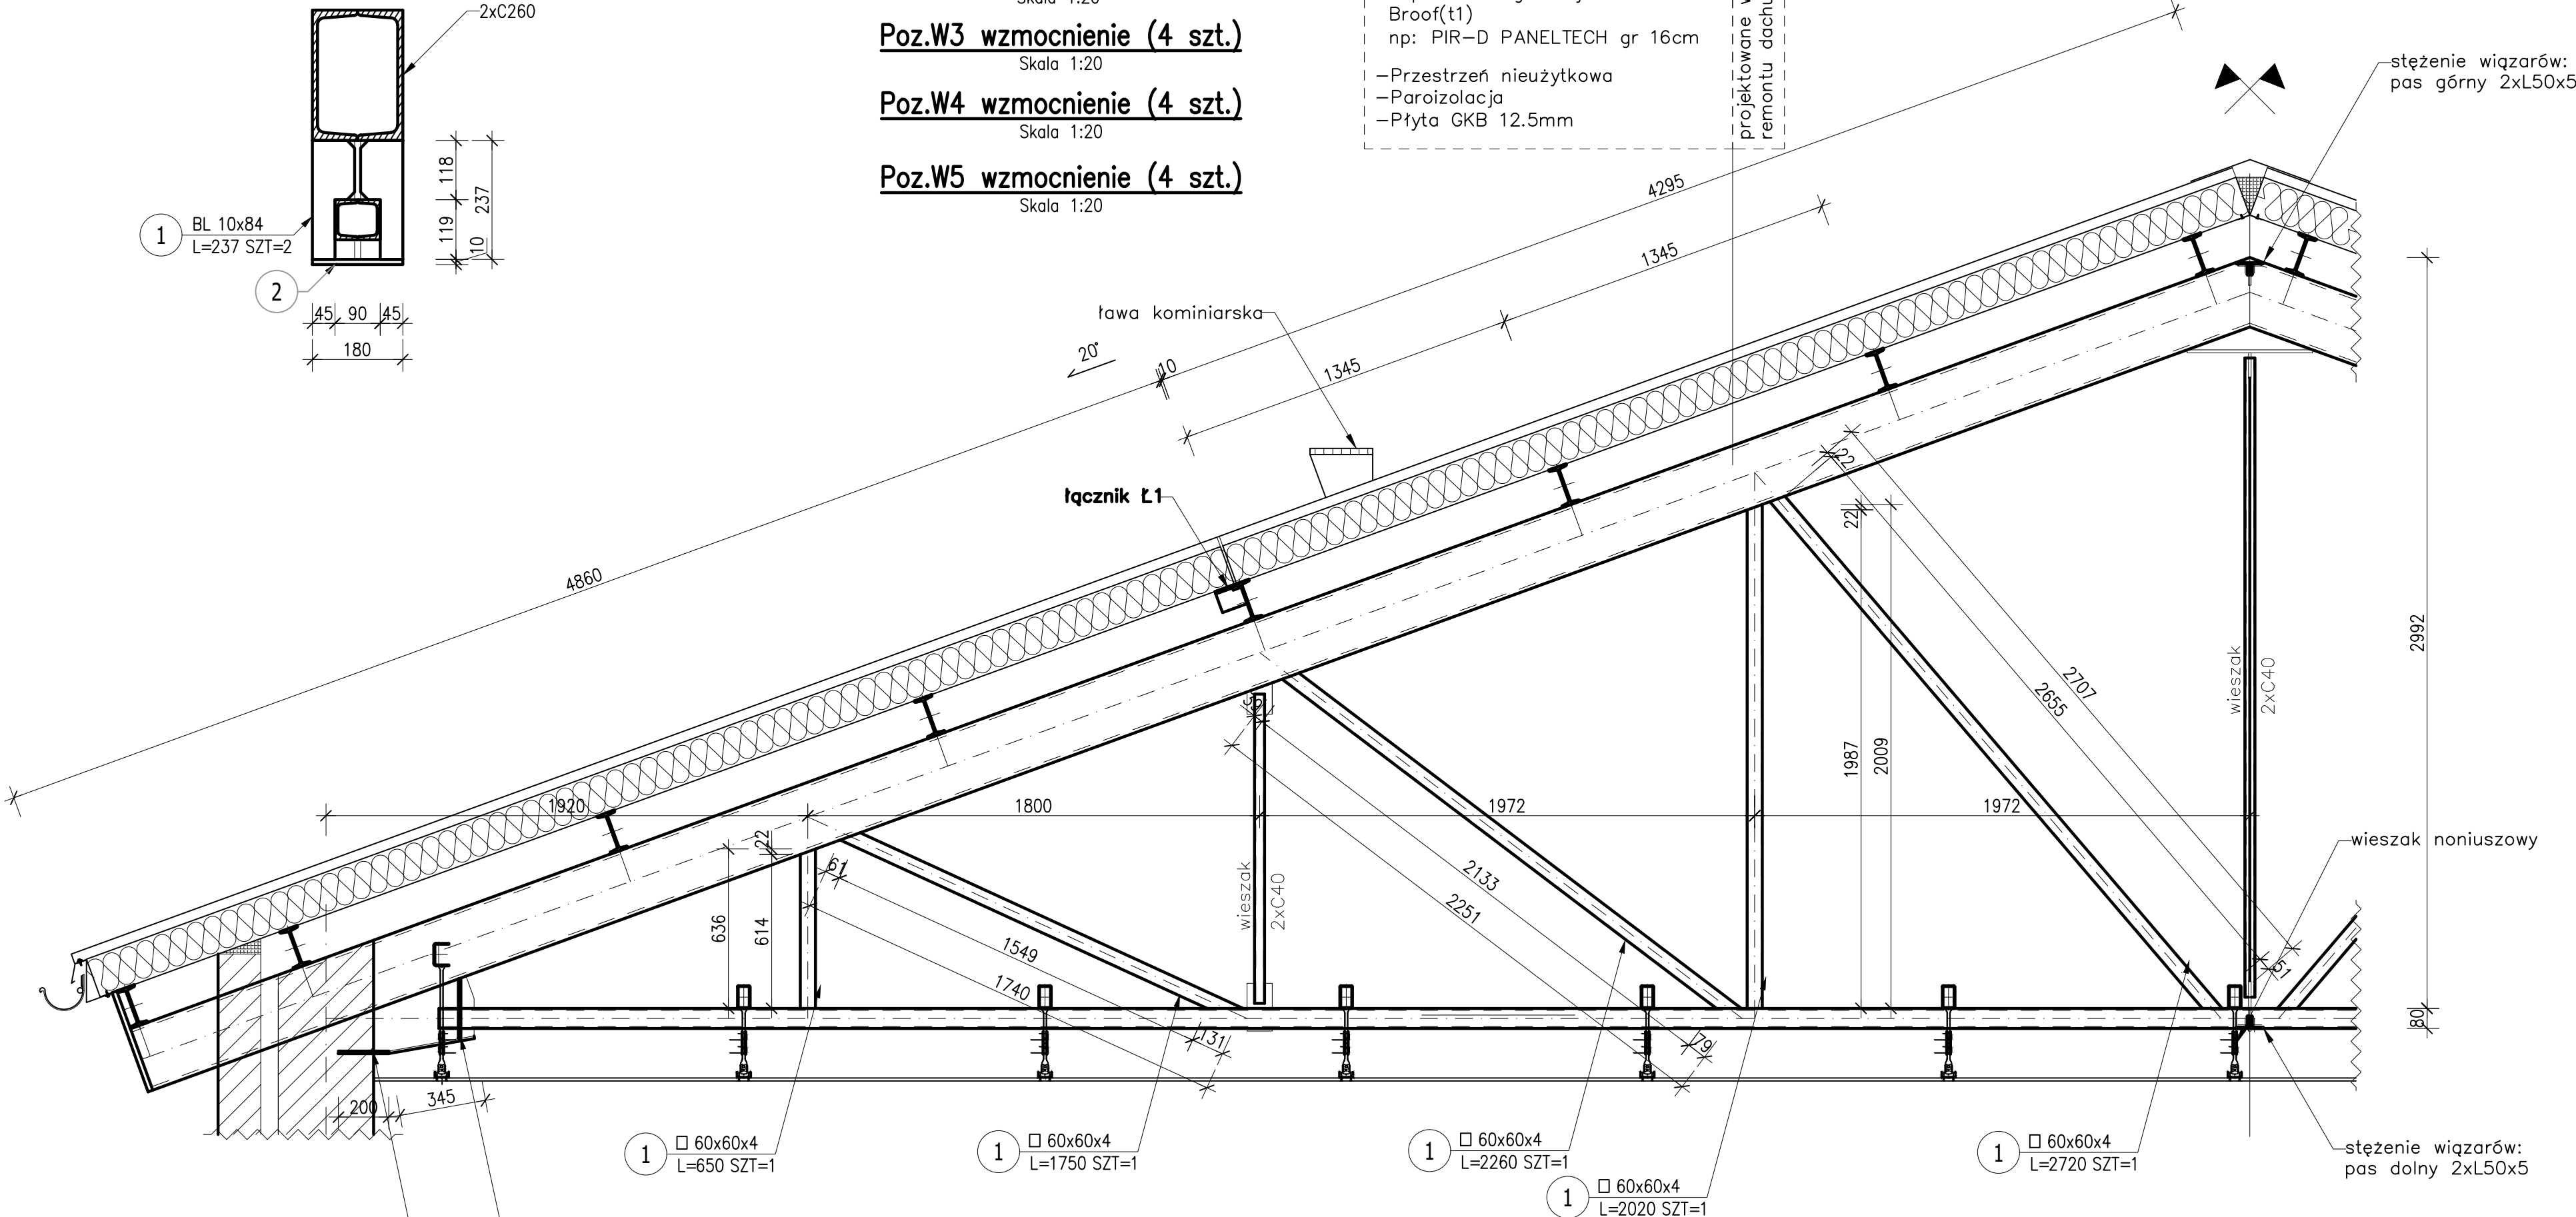 2xC260
118
237
119
10
1
BL 10x84
L=237 SZT=2
2
45
90
45
180
Skala 1:20
Poz.W3 wzmocnienie (4 szt.)
Skala 1:20
Poz.W4 wzmocnienie (4 szt.)
Skala 1:20
Poz.W5 wzmocnienie (4 szt.)
Skala 1:20
Broof(t1)
np: PIR-D PANELTECH gr 16cm
-Przestrzeń nieużytkowa
-Paroizolacja
-Płyta GKB 12.5mm
projektowane
remontu dachu
stężenie wiązarów:
pas górny 2xL50x5
4295
1345
1345
ława kominiarska
20°
10
łącznik Ł1
4860
22
22
1987
2009
2707
2655
wieszak
2xC40
2992
1920
1800
1972
1972
wieszak noniuszowy
22
61
636
614
1549
1740
131
wieszak
2xC40
2133
2251
79
51
80
200
345
1
60x60x4
L=650 SZT=1
1
60x60x4
L=1750 SZT=1
1
60x60x4
L=2260 SZT=1
1
60x60x4
L=2020 SZT=1
1
60x60x4
L=2720 SZT=1
stężenie wiązarów:
pas dolny 2xL50x5